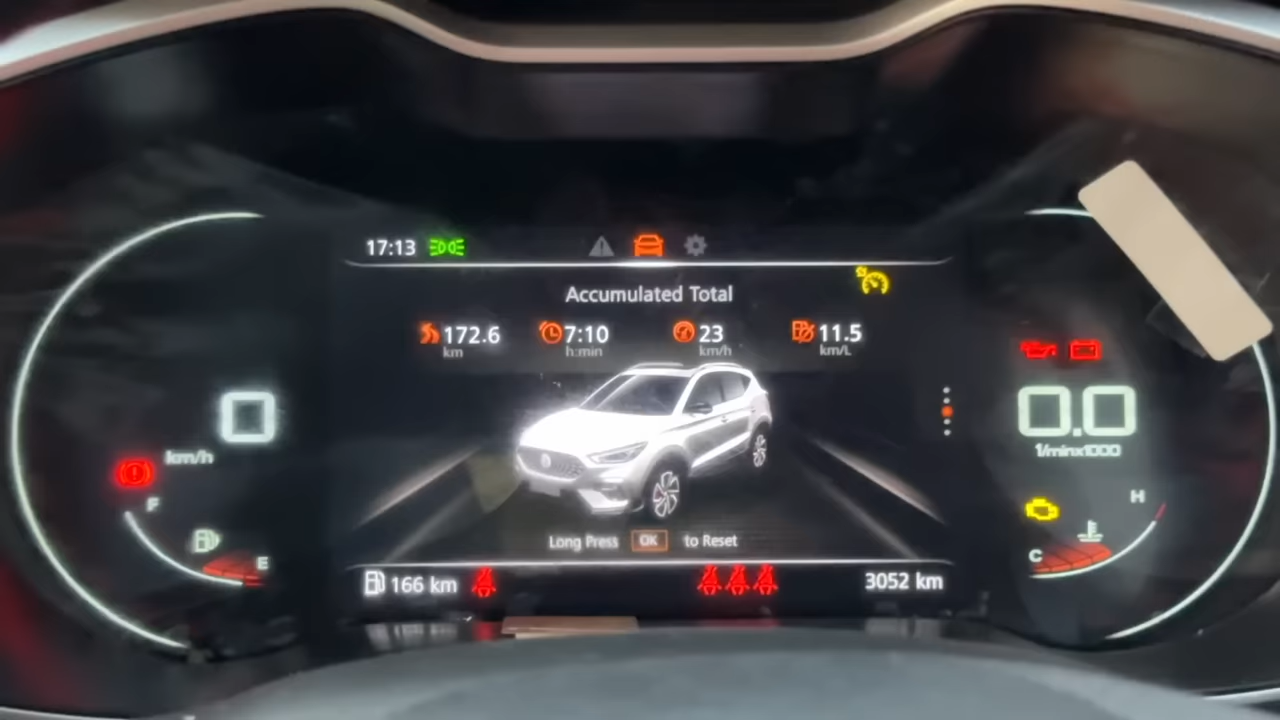 17:13
Accumulated Total
172.6 7:10 23 11.5
km h:min km/h km/L
0
km/h
0.0
1/minx1000
F
E
H
C
Long Press OK to Reset
166 km
3052 km